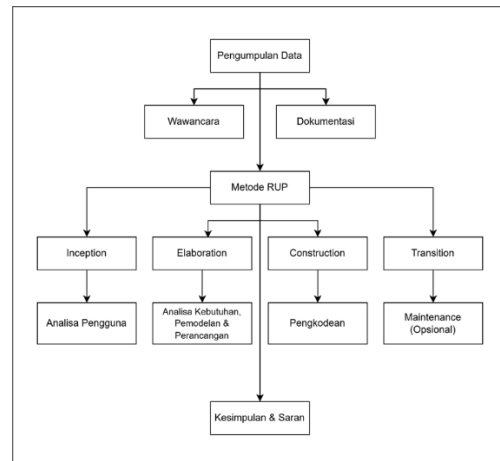 Pengumpulan Data
Wawancara
Dokumentasi
Metode RUP
Inception
Elaboration
Construction
Transition
Analisa Pengguna
Analisa Kebutuhan,
Pemodelan &
Perancangan
Pengkodean
Maintenance
(Opsional)
Kesimpulan & Saran